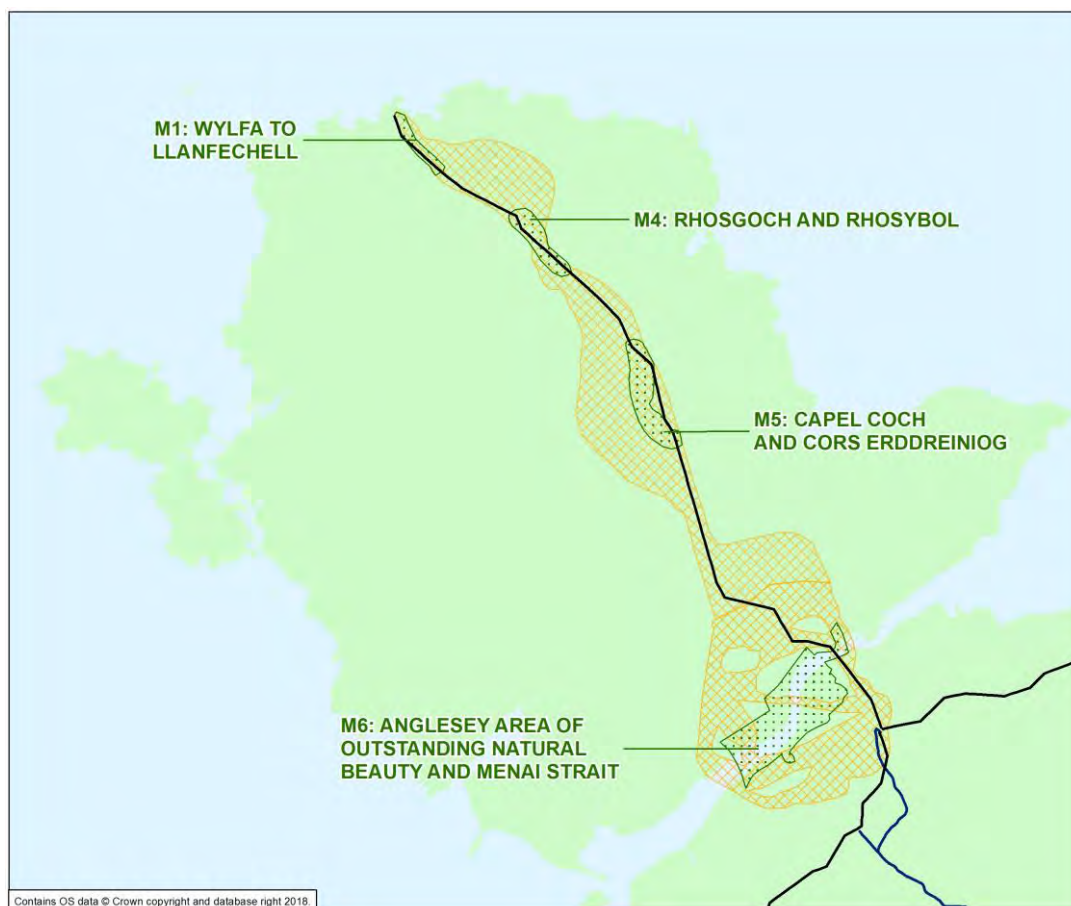 M1: WYLFA TO
LLANFECHELL
M4: RHOSGOCH AND RHOSYBOL
M5: CAPEL COCH
AND CORS ERDDREINIOG
M6: ANGLESEY AREA OF
OUTSTANDING NATURAL
BEAUTY AND MENAI STRAIT
Contains OS data © Crown copyright and database right 2018.